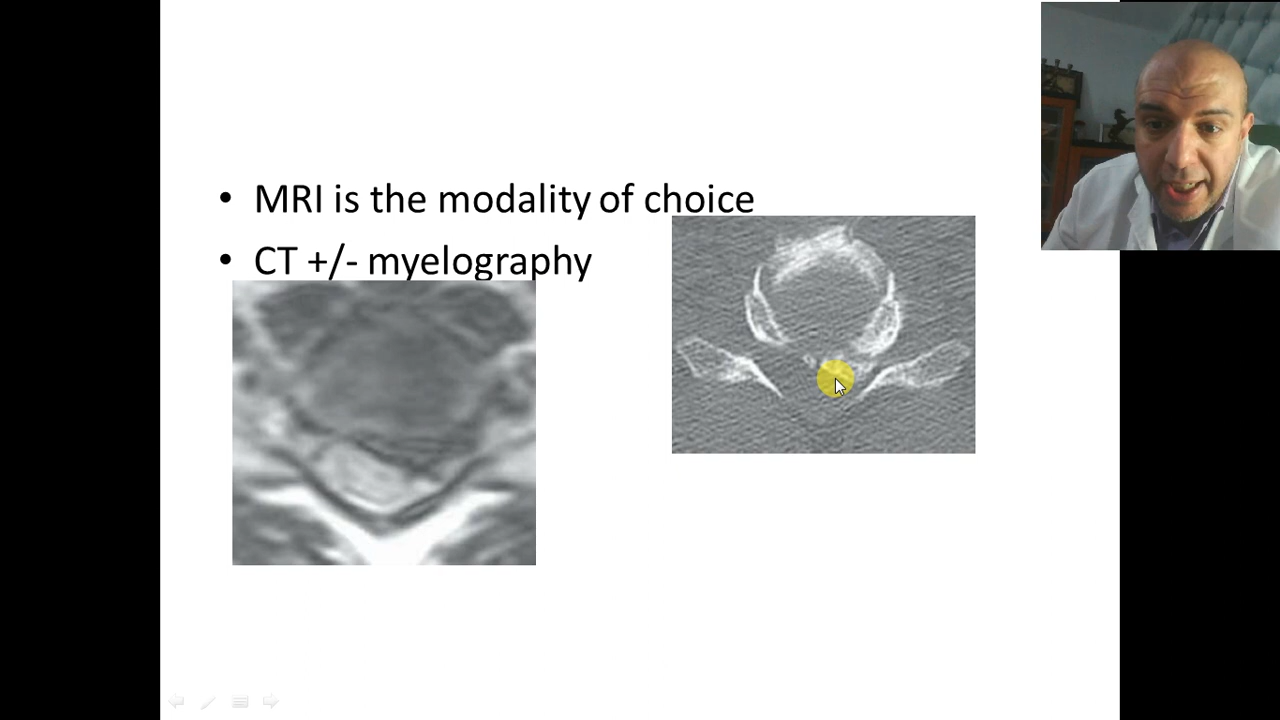 • MRI is the modality of choice
• CT +/- myelography